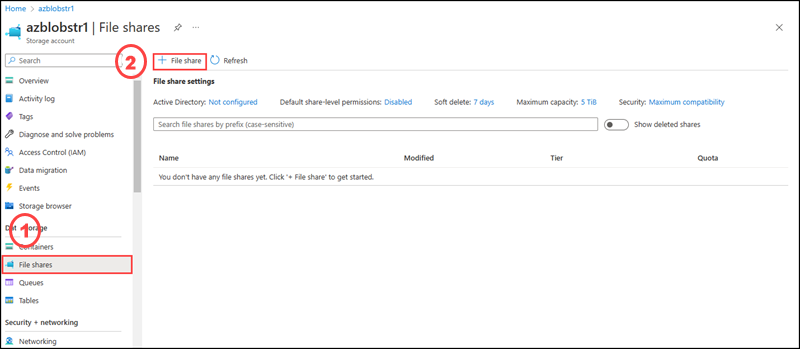 Home > azblobstr1 >
azblobstr1 | File shares
Storage account
Search
2
+ File share
Refresh
Overview
Activity log
Tags
Diagnose and solve problems
Access Control (IAM)
Data migration
Events
Storage browser
1
storage
Containers
File shares
Queues
Tables
Security + networking
Networking
File share settings
Active Directory: Not configured Default share-level permissions: Disabled Soft delete: 7 days Maximum capacity: 5 TiB Security: Maximum compatibility
Search file shares by prefix (case-sensitive)
Show deleted shares
Name Modified Tier Quota
You don't have any file shares yet. Click '+ File share' to get started.